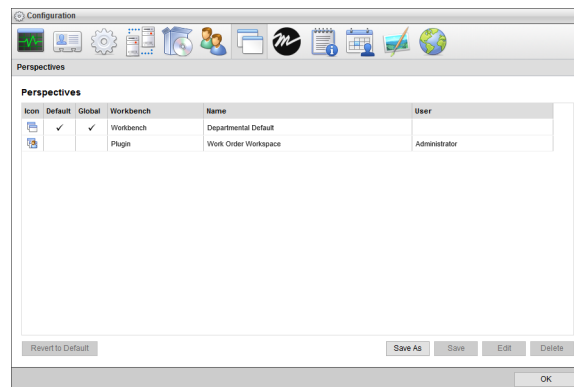 Configuration
Perspectives
Perspectives
Icon Default Global Workbench Name User
Workbench Departmental Default
Plugin Work Order Workspace Administrator
Revert to Default Save As Save Edit Delete
OK